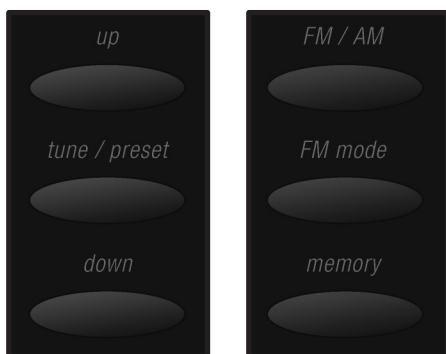 up
tune / preset
down
FM / AM
FM mode
memory